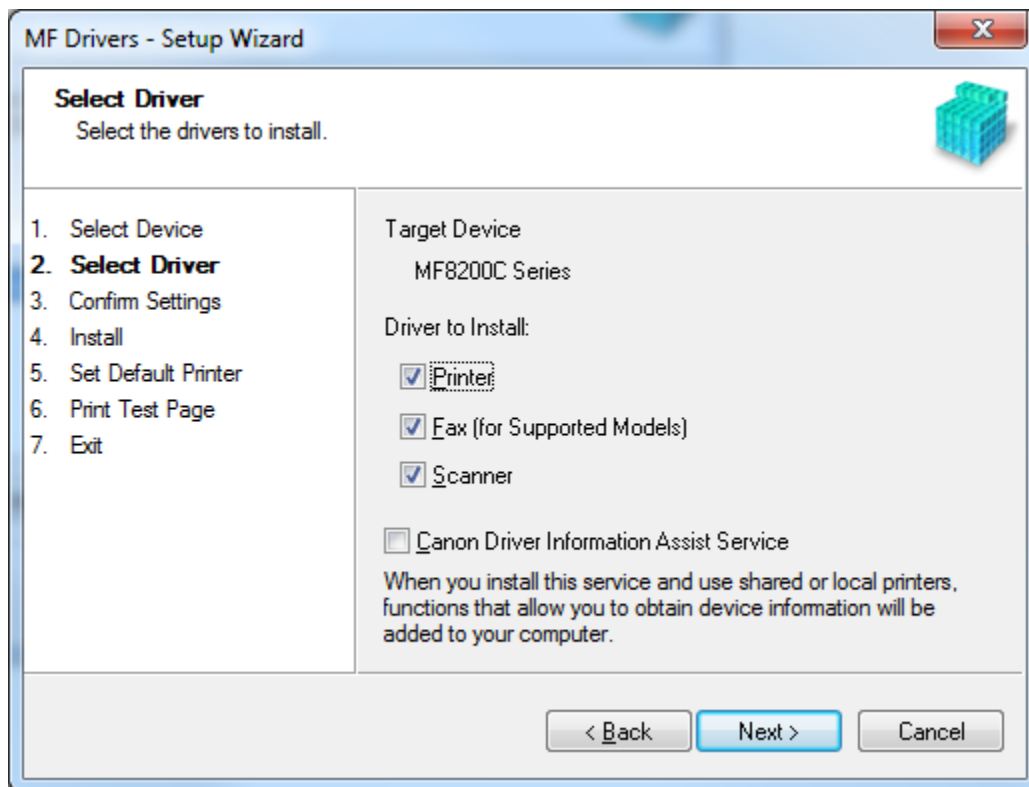 MF Drivers - Setup Wizard
Select Driver
Select the drivers to install.
1. Select Device
2. Select Driver
3. Confirm Settings
4. Install
5. Set Default Printer
6. Print Test Page
7. Exit
Target Device
MF8200C Series
Driver to Install:
Printer
Fax (for Supported Models)
Scanner
Canon Driver Information Assist Service
When you install this service and use shared or local printers,
functions that allow you to obtain device information will be
added to your computer.
< Back
Next >
Cancel